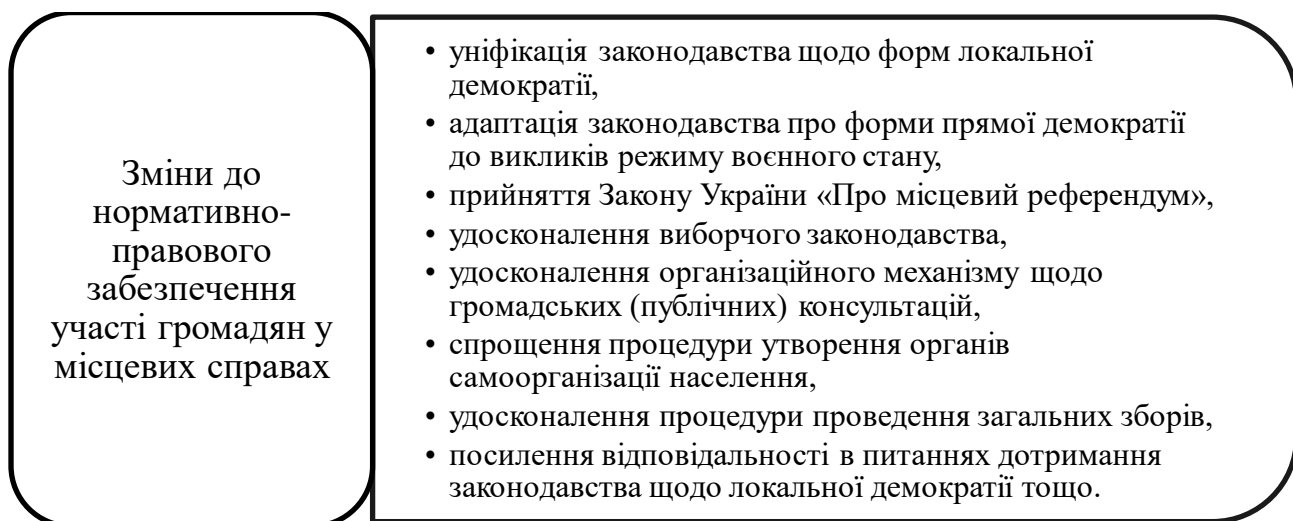 Зміни до
нормативно-
правового
забезпечення
участі громадян у
місцевих справах
• уніфікація законодавства щодо форм локальної
демократії,
• адаптація законодавства про форми прямої демократії
до викликів режиму воєнного стану,
• прийняття Закону України «Про місцевий референдум»,
• удосконалення виборчого законодавства,
• удосконалення організаційного механізму щодо
громадських (публічних) консультацій,
• спрощення процедури утворення органів
самоорганізації населення,
• удосконалення процедури проведення загальних зборів,
• посилення відповідальності в питаннях дотримання
законодавства щодо локальної демократії тощо.